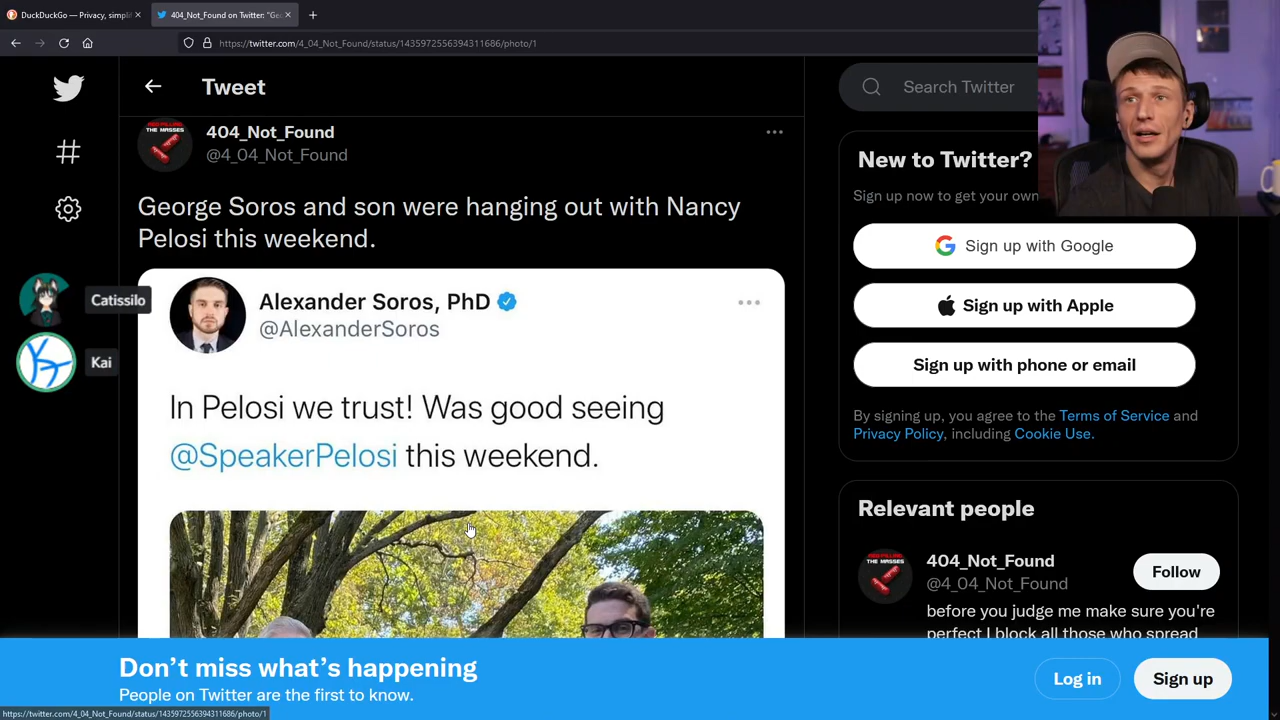 DuckDuckGo — Privacy, simplif
404_Not_Found on Twitter: "Geo
https://twitter.com/4_04_Not_Found/status/1435972556394311686/photo/1
Tweet
Search Twitter
THE MASSES
404_Not_Found
@4_04_Not_Found
George Soros and son were hanging out with Nancy
Pelosi this weekend.
Alexander Soros, PhD
@AlexanderSoros
In Pelosi we trust! Was good seeing
@SpeakerPelosi this weekend.
Catissilo
Kai
New to Twitter?
Sign up now to get your own
Sign up with Google
Sign up with Apple
Sign up with phone or email
By signing up, you agree to the Terms of Service and
Privacy Policy, including Cookie Use.
Relevant people
THE MASSES
404_Not_Found
@4_04_Not_Found
Follow
before you judge me make sure you're
perfect I block all those who spread
Don’t miss what’s happening
People on Twitter are the first to know.
Log in
Sign up
https://twitter.com/4_04_Not_Found/status/1435972556394311686/photo/1